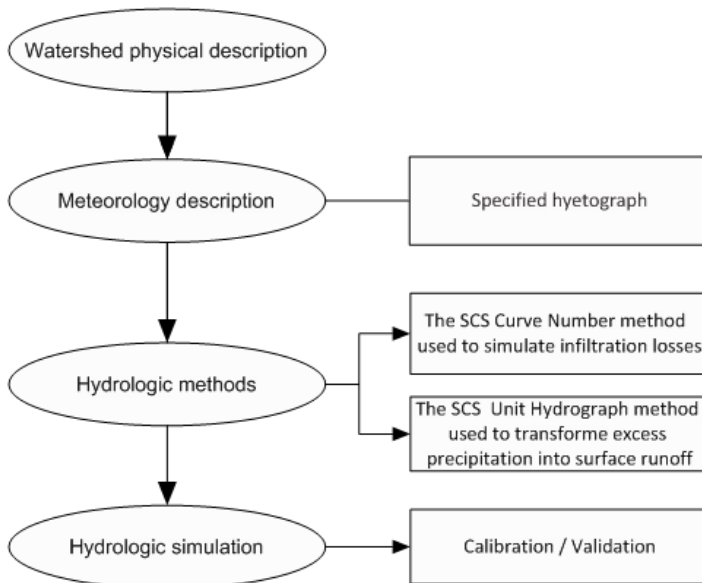 Watershed physical description
Meteorology description
Specified hyetograph
Hydrologic methods
The SCS Curve Number method
used to simulate infiltration losses
The SCS Unit Hydrograph method
used to transforme excess
precipitation into surface runoff
Hydrologic simulation
Calibration / Validation